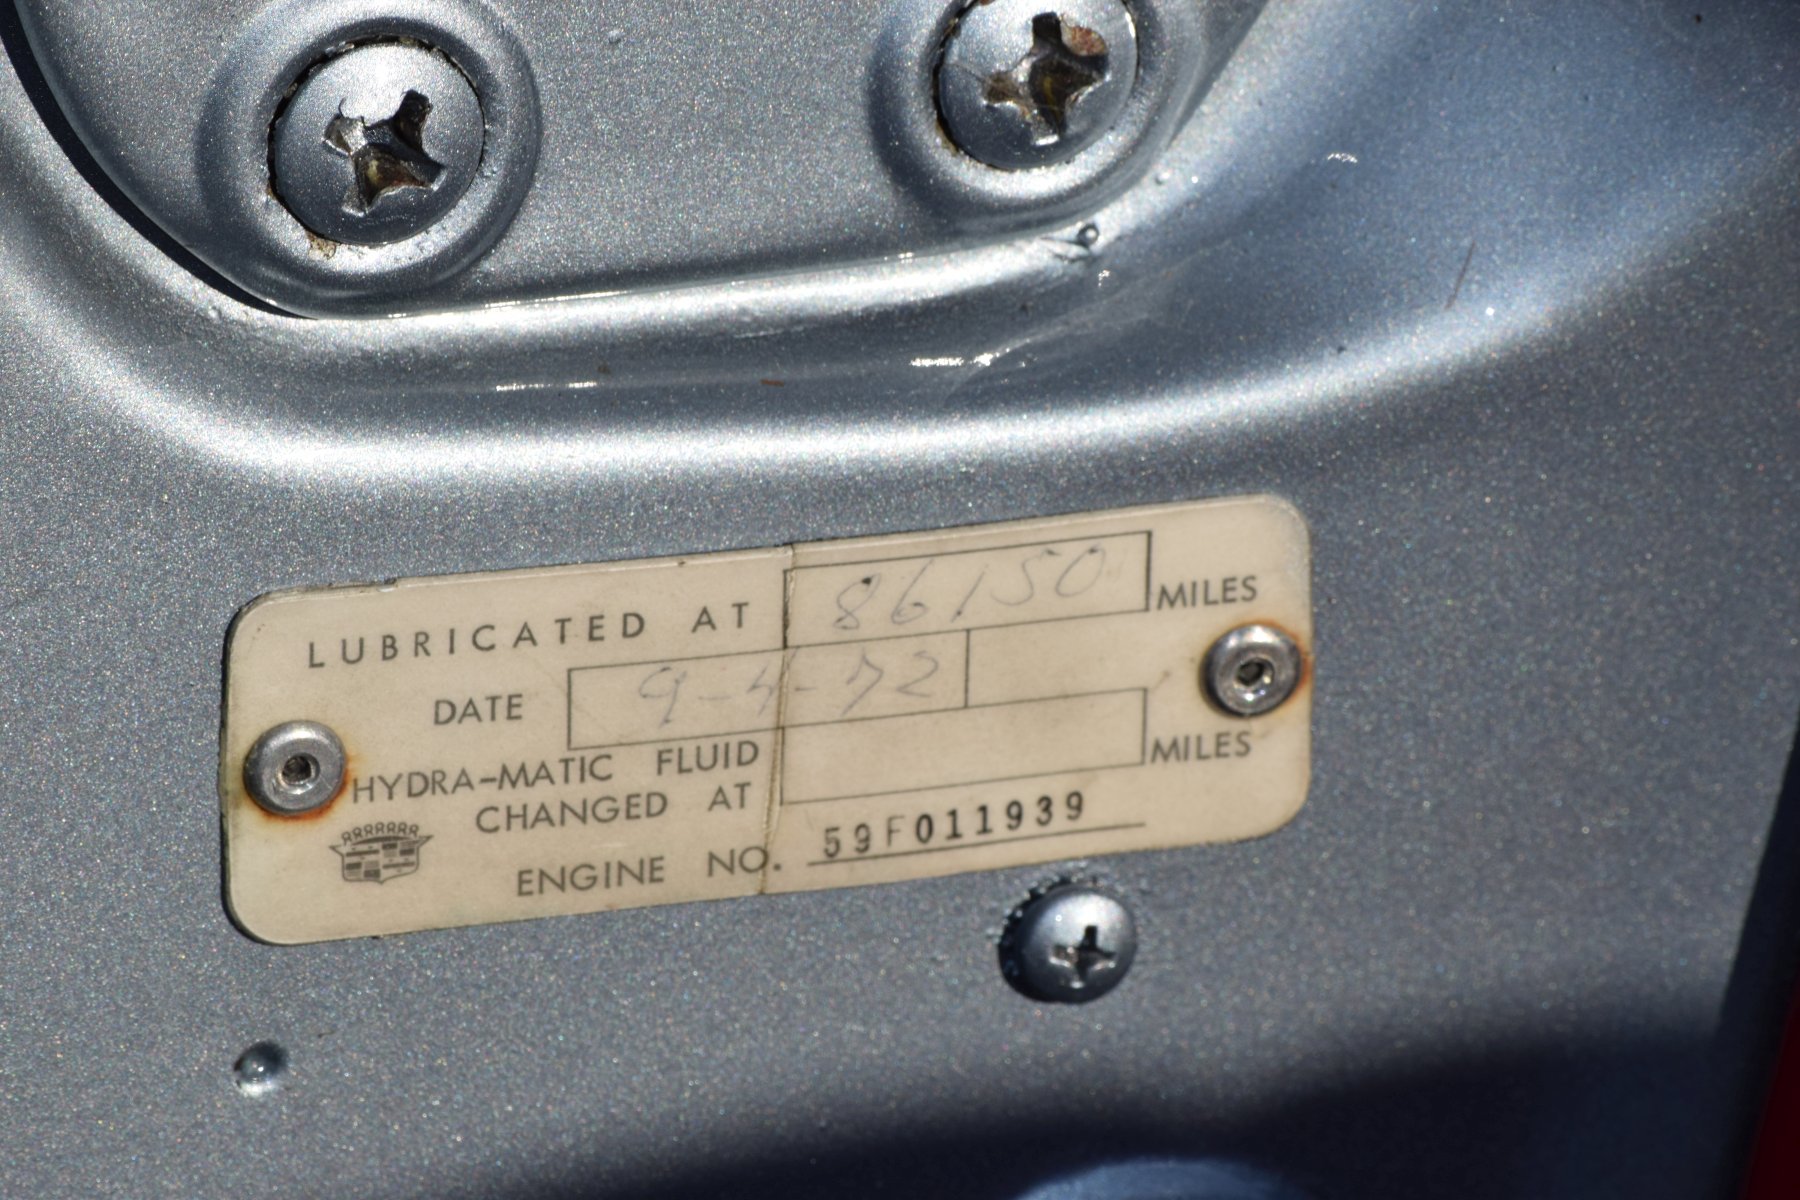 LUBRICATED AT 86150 MILES
DATE 9-4-72
HYDRA-MATIC FLUID
CHANGED AT MILES
ENGINE NO. 59F011939